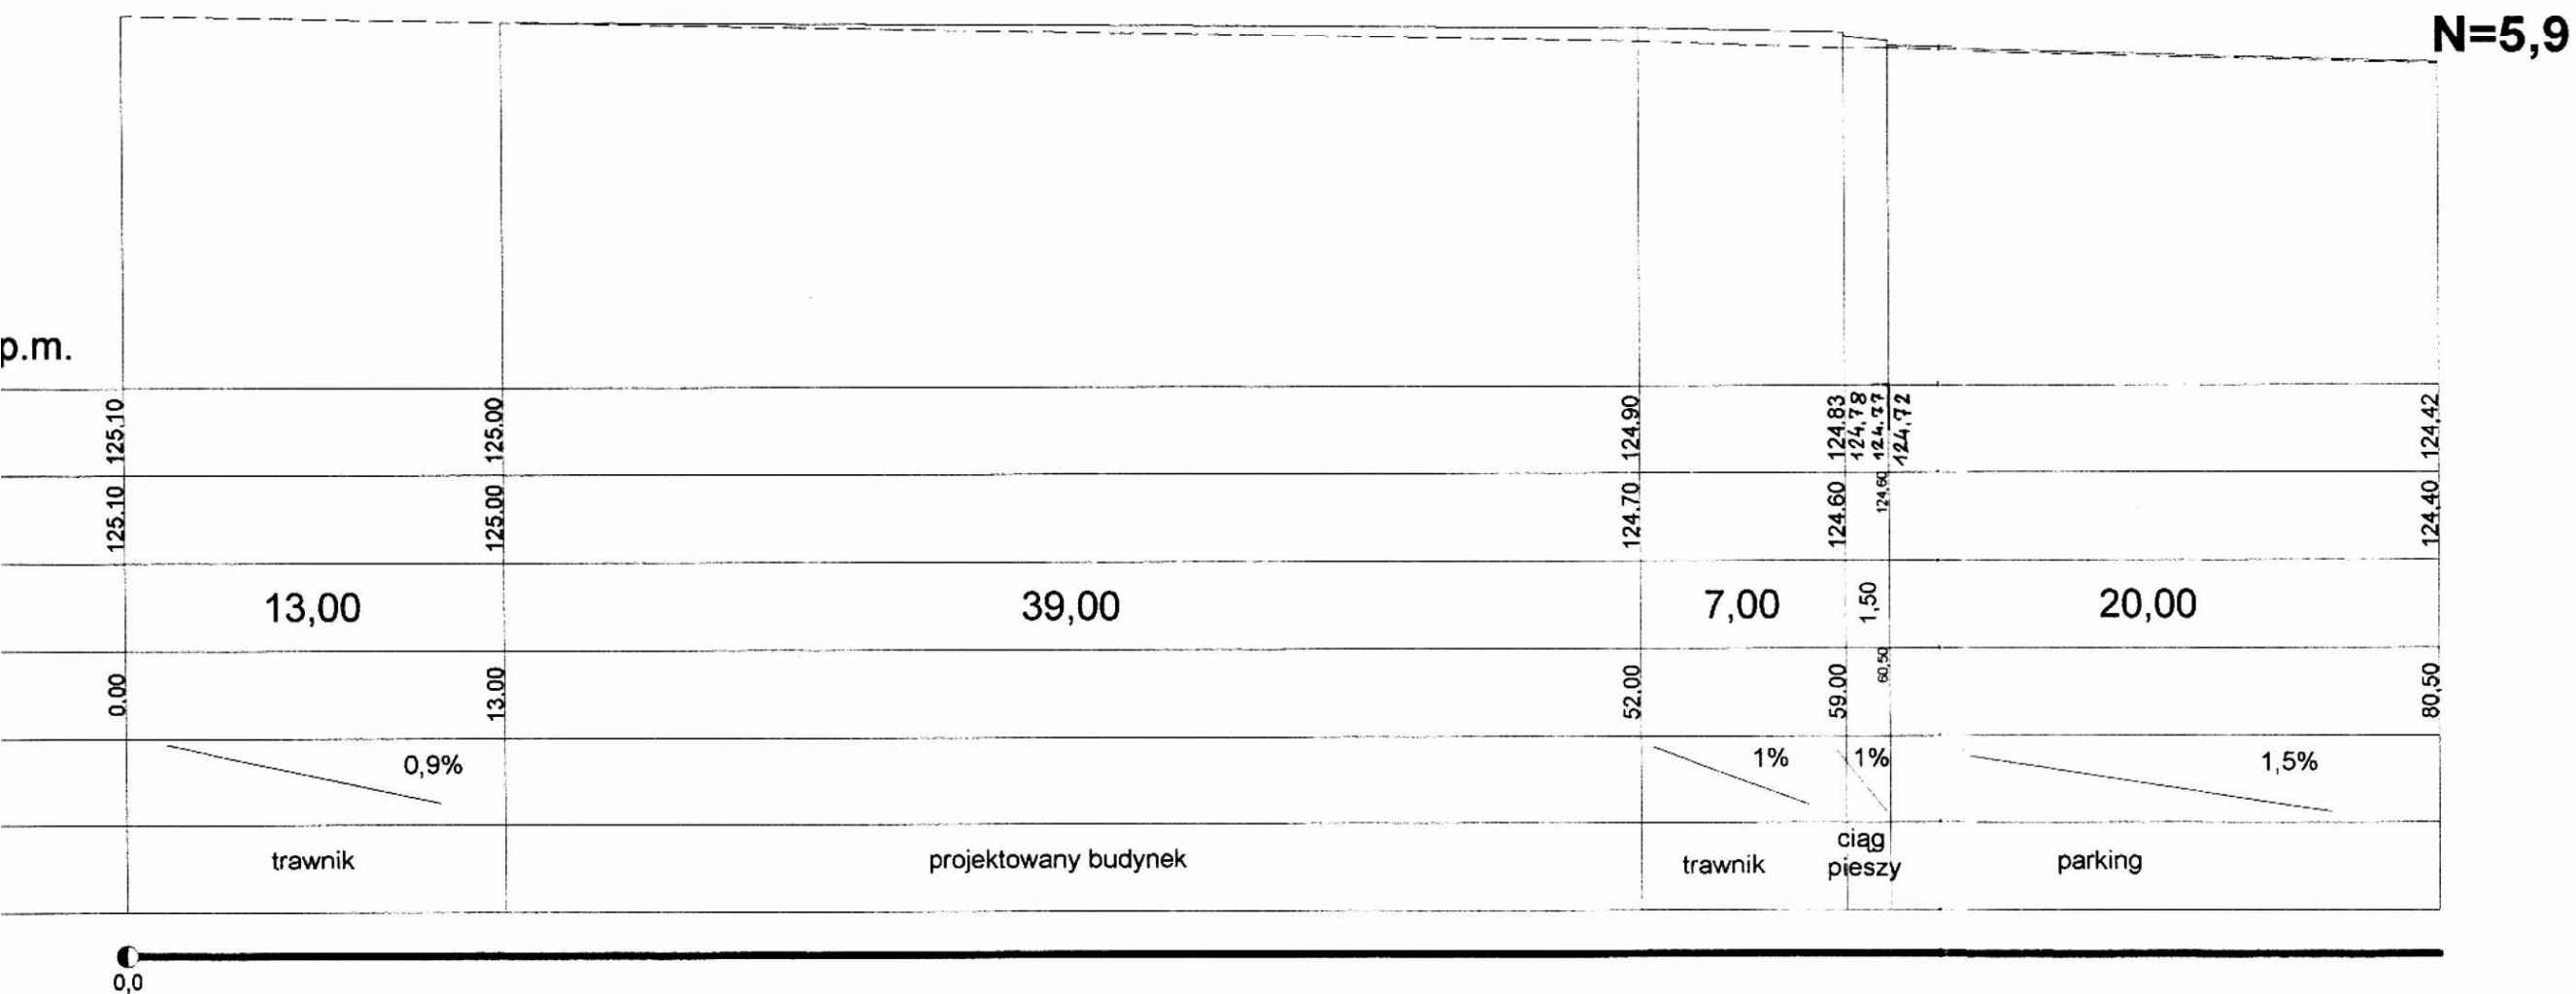 N=5,9
p.m.
125.10 125.00 124.90 124.83 124,78 124.77 124,72 124,42
125.10 125.00 124.70 124.60 124,60 124.40
13,00 39,00 7,00 1,50 20,00
0.00 13.00 52.00 59.00 60,50 80,50
0,9% 1% 1% 1,5%
trawnik projektowany budynek trawnik ciąg pieszy parking
0,0